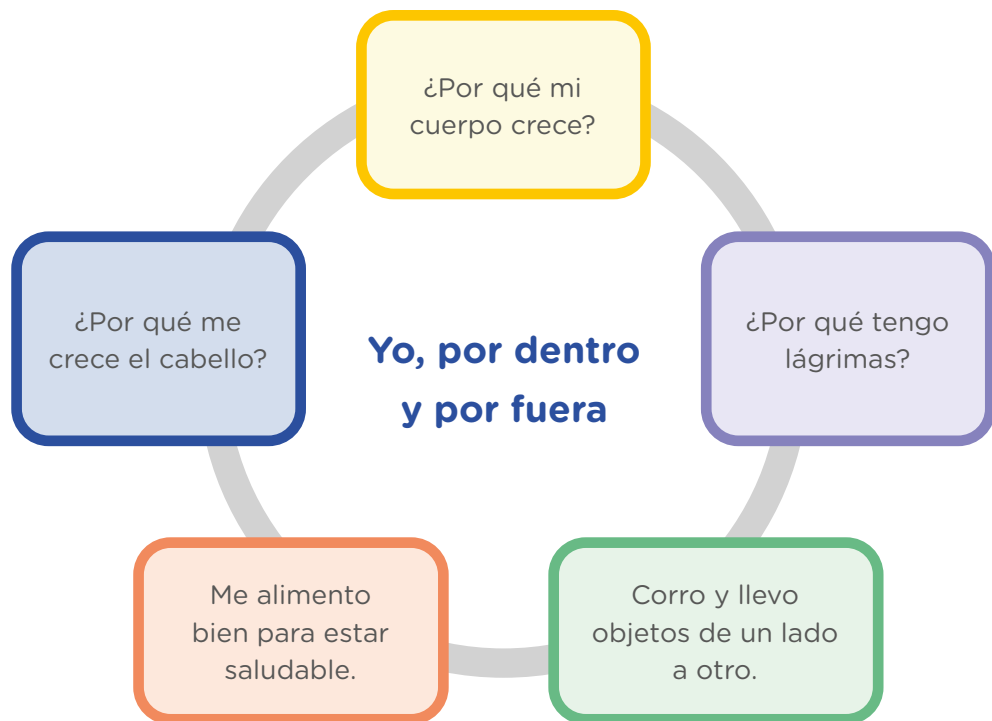 ¿Por qué mi
cuerpo crece?
¿Por qué me
crece el cabello?
Yo, por dentro
y por fuera
¿Por qué tengo
lágrimas?
Me alimento
bien para estar
saludable.
Corro y llevo
objetos de un lado
a otro.